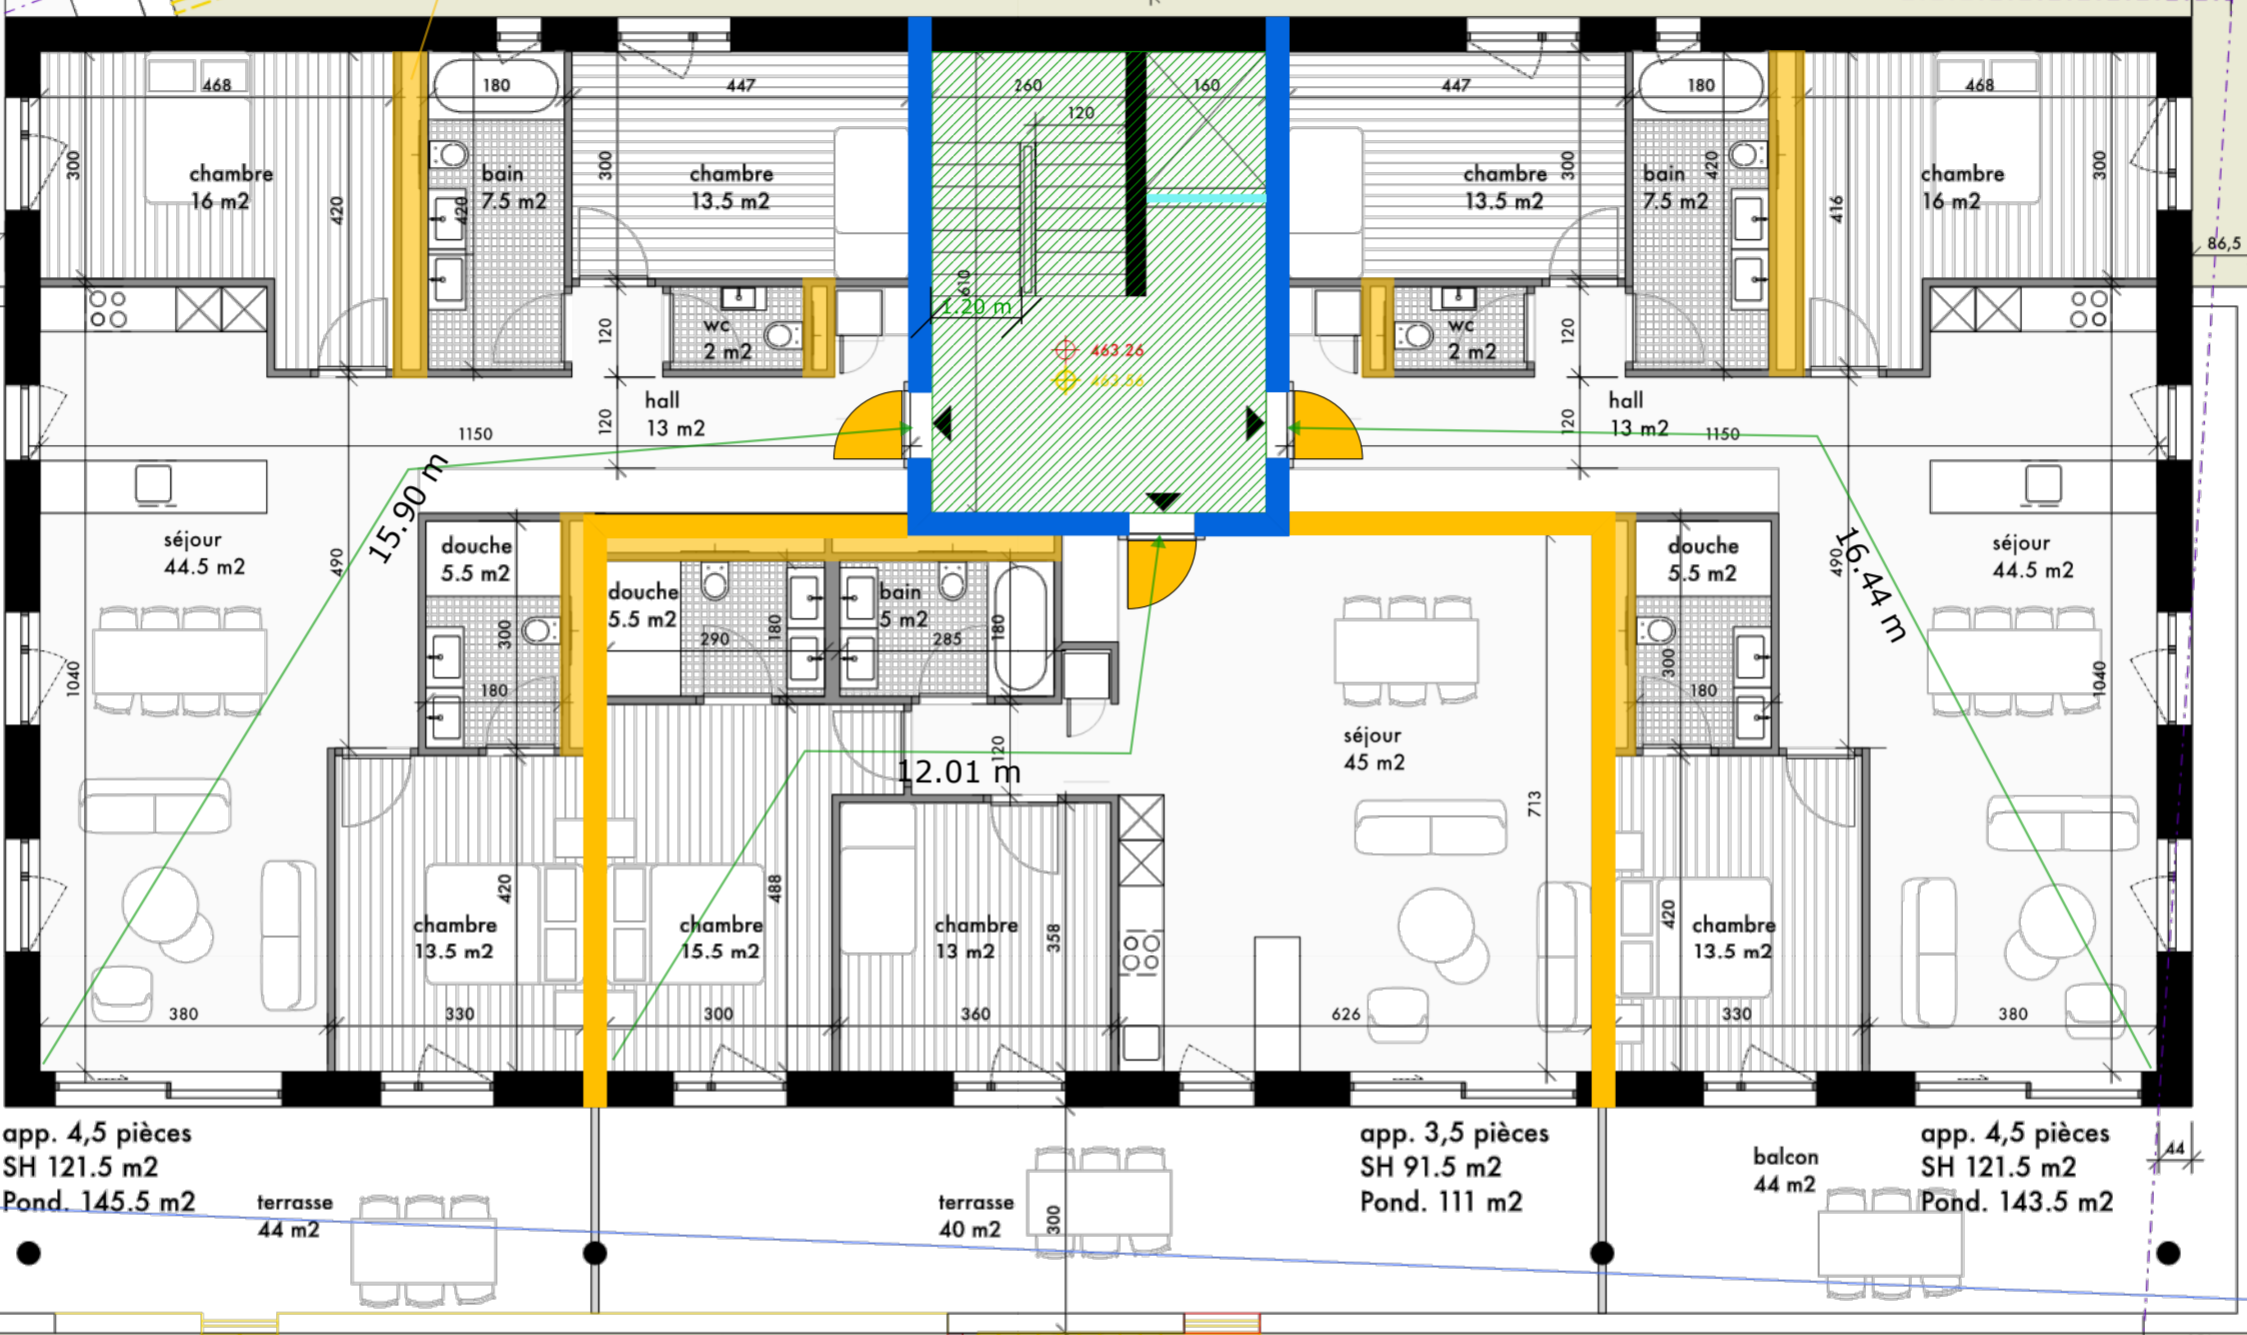 468
180
447
260
160
120
447
180
468
300
chambre
16 m2
420
420
bain
7.5 m2
300
chambre
13.5 m2
610
1.20 m
463.26
463.56
chambre
13.5 m2
300
bain
7.5 m2
420
416
chambre
16 m2
300
86,5
120
wc
2 m2
wc
2 m2
120
hall
13 m2
120
1150
hall
13 m2
120
1150
15.90 m
16.44 m
séjour
44.5 m2
490
douche
5.5 m2
300
180
douche
5.5 m2
290
180
bain
5 m2
285
180
douche
5.5 m2
300
180
490
séjour
44.5 m2
1040
1040
séjour
45 m2
120
12.01 m
713
chambre
13.5 m2
420
chambre
15.5 m2
488
chambre
13 m2
358
chambre
13.5 m2
420
380
330
300
360
626
330
380
app. 4,5 pièces
SH 121.5 m2
Pond. 145.5 m2
terrasse
44 m2
terrasse
40 m2
300
app. 3,5 pièces
SH 91.5 m2
Pond. 111 m2
balcon
44 m2
app. 4,5 pièces
SH 121.5 m2
Pond. 143.5 m2
44